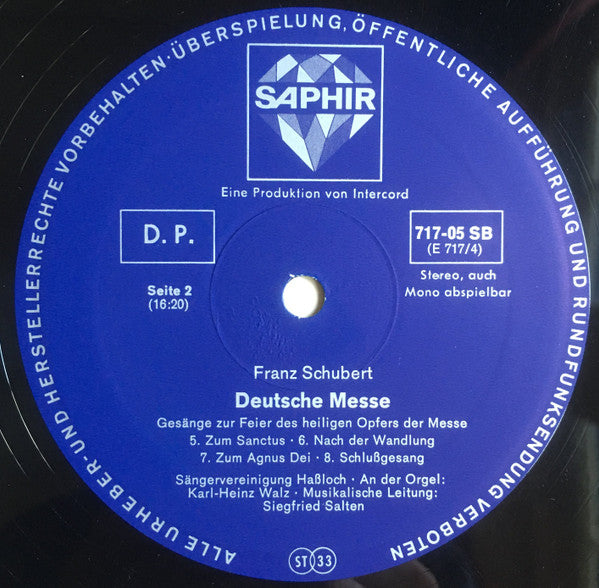 ALLE URHEBER- UND HERSTELLERRECHTE VORBEHALTEN · ÜBERSPIELUNG, ÖFFENTLICHE AUFFÜHRUNG UND RUNDFUNKSENDUNG VERBOTEN
SAPHIR
Eine Produktion von Intercord
D. P.
717-05 SB
(E 717/4)
Seite 2
(16:20)
Stereo, auch
Mono abspielbar
Franz Schubert
Deutsche Messe
Gesänge zur Feier des heiligen Opfers der Messe
5. Zum Sanctus · 6. Nach der Wandlung
7. Zum Agnus Dei · 8. Schlußgesang
Sängervereinigung Haßloch · An der Orgel:
Karl-Heinz Walz · Musikalische Leitung:
Siegfried Salten
ST 33